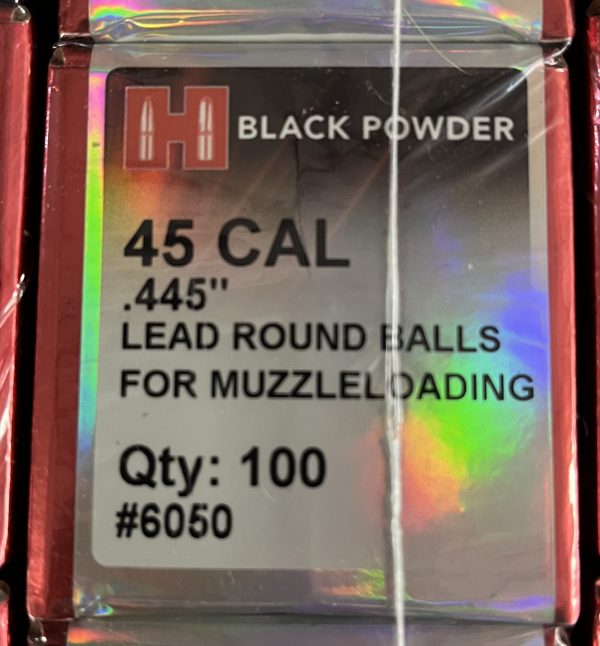 H BLACK POWDER
45 CAL
.445"
LEAD ROUND BALLS
FOR MUZZLELOADING
Qty: 100
#6050